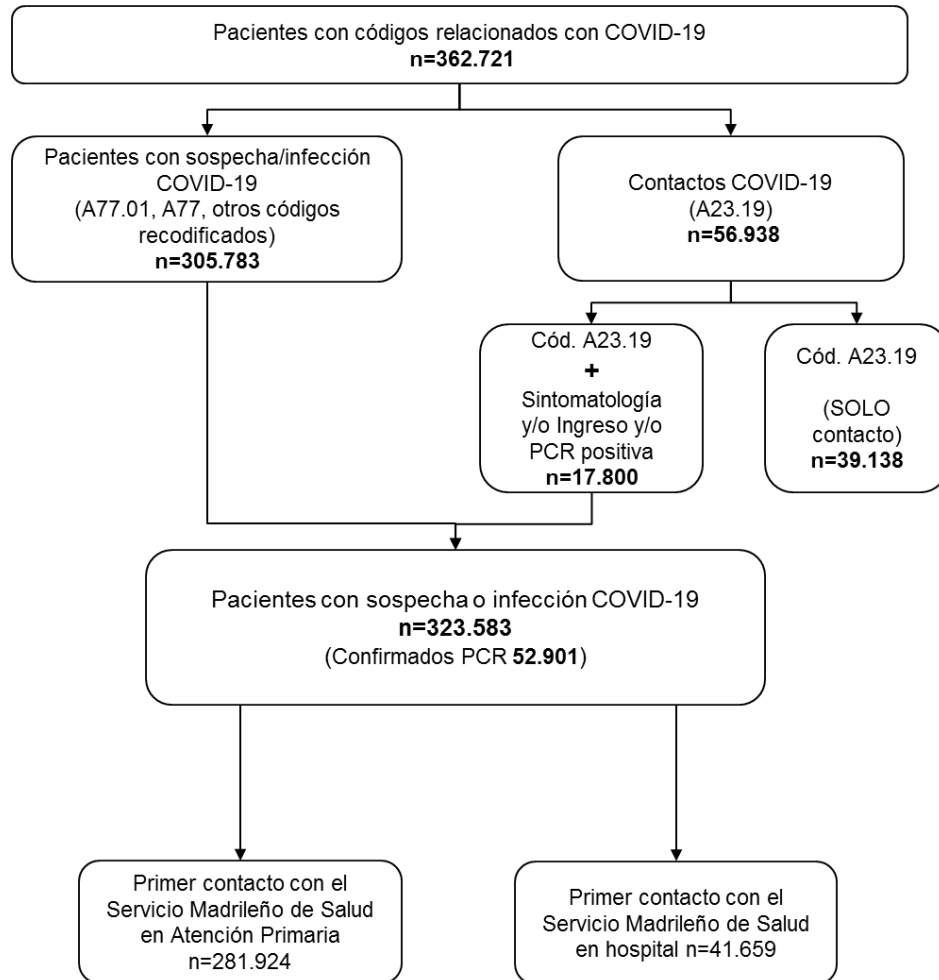 Pacientes con códigos relacionados con COVID-19
n=362.721
Pacientes con sospecha/infección
COVID-19
(A77.01, A77, otros códigos
recodificados)
n=305.783
Contactos COVID-19
(A23.19)
n=56.938
Cód. A23.19
+
Sintomatología
y/o Ingreso y/o
PCR positiva
n=17.800
Cód. A23.19
(SOLO
contacto)
n=39.138
Pacientes con sospecha o infección COVID-19
n=323.583
(Confirmados PCR 52.901)
Primer contacto con el
Servicio Madrileño de Salud
en Atención Primaria
n=281.924
Primer contacto con el
Servicio Madrileño de Salud
en hospital n=41.659